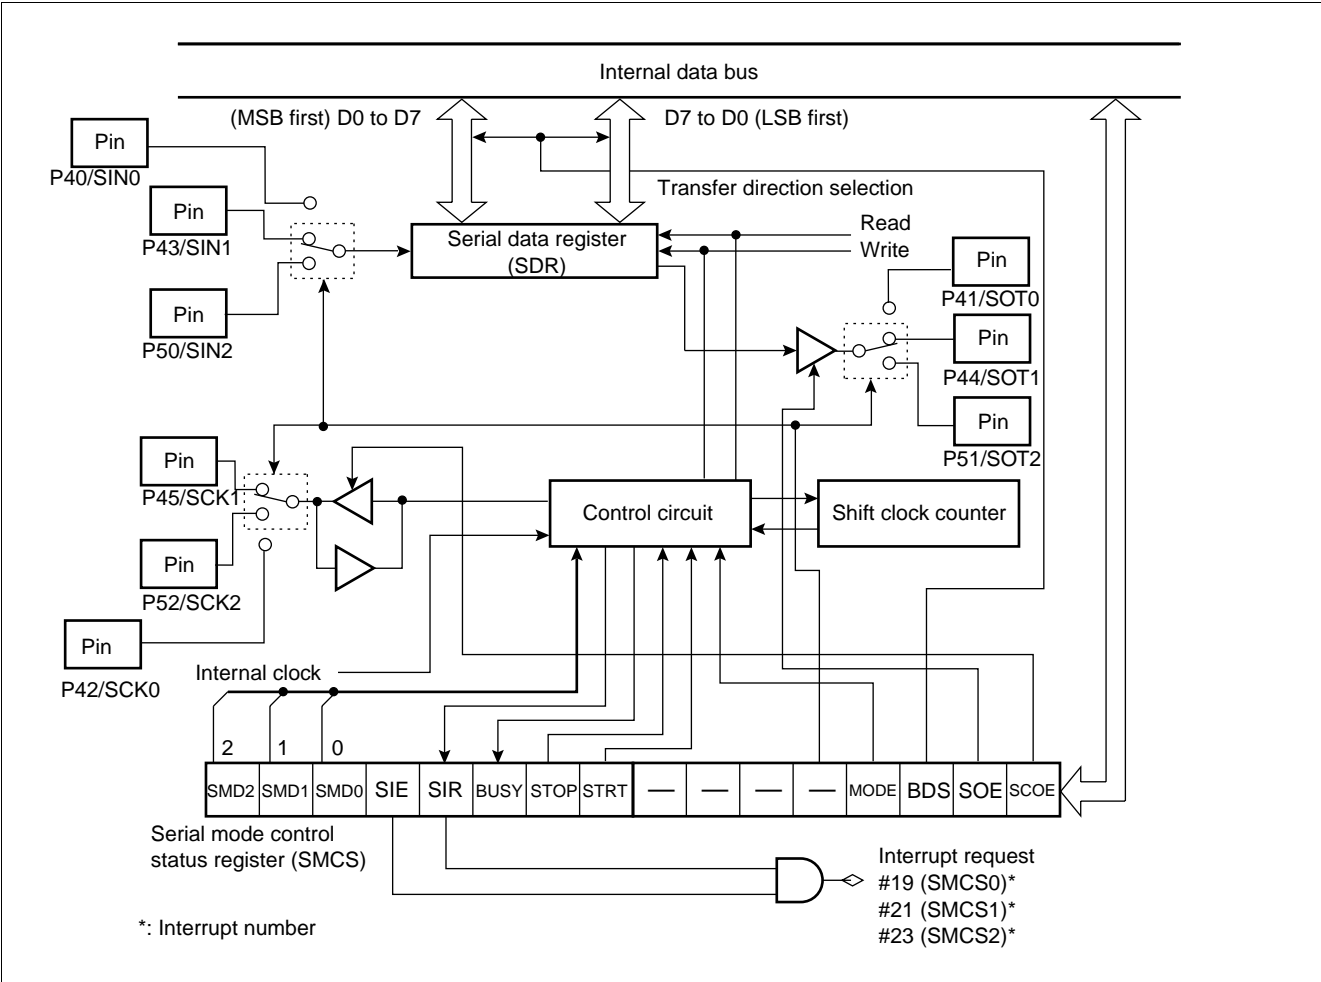 Internal data bus
(MSB first) D0 to D7
D7 to D0 (LSB first)
Pin
P40/SIN0
Transfer direction selection
Pin
P43/SIN1
Serial data register
(SDR)
Read
Write
Pin
P41/SOT0
Pin
P50/SIN2
Pin
P44/SOT1
Pin
P51/SOT2
Pin
P45/SCK1
Control circuit
Shift clock counter
Pin
P52/SCK2
Pin
P42/SCK0
Internal clock
2 1 0
SMD2 SMD1 SMD0 SIE SIR BUSY STOP STRT — — — — MODE BDS SOE SCOE
Serial mode control
status register (SMCS)
Interrupt request
#19 (SMCS0)*
#21 (SMCS1)*
#23 (SMCS2)*
*: Interrupt number